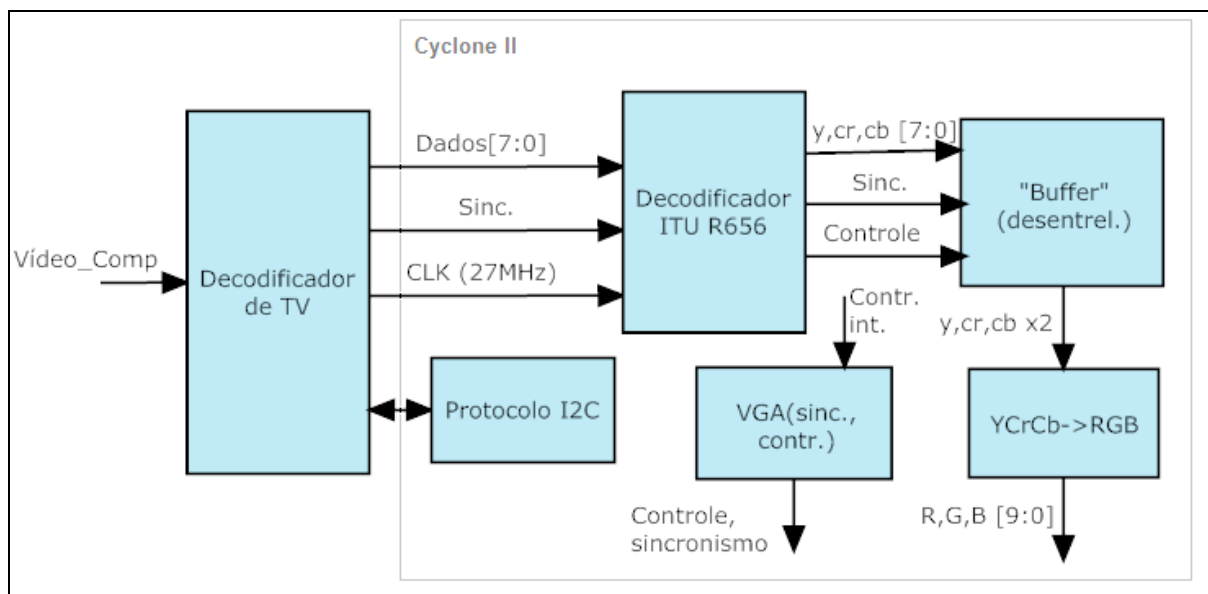 Cyclone II
Vídeo_Comp
Decodificador
de TV
Dados[7:0]
Sinc.
CLK (27MHz)
Decodificador
ITU R656
y,cr,cb [7:0]
Sinc.
Controle
"Buffer"
(desentrel.)
Protocolo I2C
Contr.
int.
VGA(sinc.,
contr.)
Controle,
sincronismo
y,cr,cb x2
YCrCb->RGB
R,G,B [9:0]